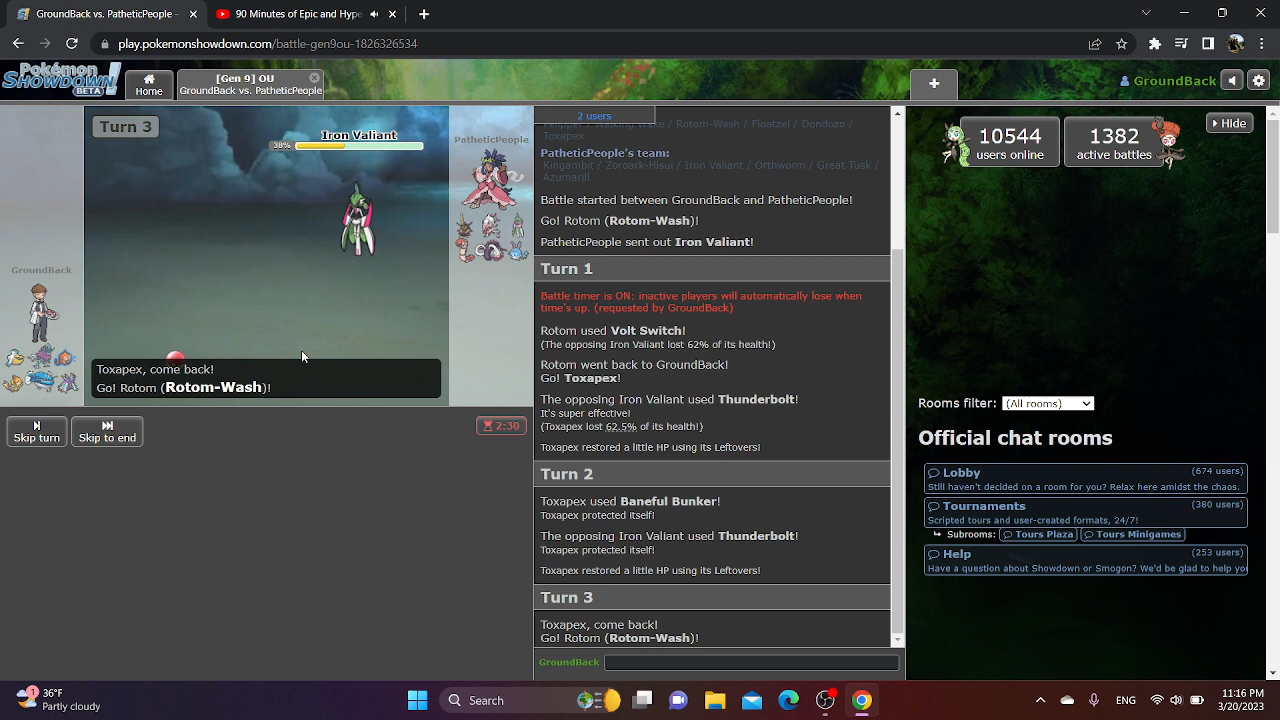 GroundBack vs. PatheticPeople -
90 Minutes of Epic and Hype
play.pokemonshowdown.com/battle-gen9ou-1826326534
Pokémon
SHOWDOWN!
BETA
Home
[Gen 9] OU
GroundBack vs. PatheticPeople
GroundBack
Turn 3
Iron Valiant
38%
PatheticPeople
GroundBack
Toxapex, come back!
Go! Rotom (Rotom-Wash)!
Skip turn
Skip to end
2:30
2 users
Pelipper / Walking Wake / Rotom-Wash / Floatzel / Dondozo /
Toxapex
PatheticPeople's team:
Kingambit / Zoroark-Hisui / Iron Valiant / Orthworm / Great Tusk /
Azumarill
Battle started between GroundBack and PatheticPeople!
Go! Rotom (Rotom-Wash)!
PatheticPeople sent out Iron Valiant!
Turn 1
Battle timer is ON: inactive players will automatically lose when
time's up. (requested by GroundBack)
Rotom used Volt Switch!
(The opposing Iron Valiant lost 62% of its health!)
Rotom went back to GroundBack!
Go! Toxapex!
The opposing Iron Valiant used Thunderbolt!
It's super effective!
(Toxapex lost 62.5% of its health!)
Toxapex restored a little HP using its Leftovers!
Turn 2
Toxapex used Baneful Bunker!
Toxapex protected itself!
The opposing Iron Valiant used Thunderbolt!
Toxapex protected itself!
Toxapex restored a little HP using its Leftovers!
Turn 3
Toxapex, come back!
Go! Rotom (Rotom-Wash)!
GroundBack
10544
users online
1382
active battles
Hide
Rooms filter: (All rooms)
Official chat rooms
Lobby (674 users)
Still haven't decided on a room for you? Relax here amidst the chaos.
Tournaments (380 users)
Scripted tours and user-created formats, 24/7!
Subrooms: Tours Plaza Tours Minigames
Help (253 users)
Have a question about Showdown or Smogon? We'd be glad to help you
1
36°F
Partly cloudy
Search
ENG
11:16 PM
3/20/2023